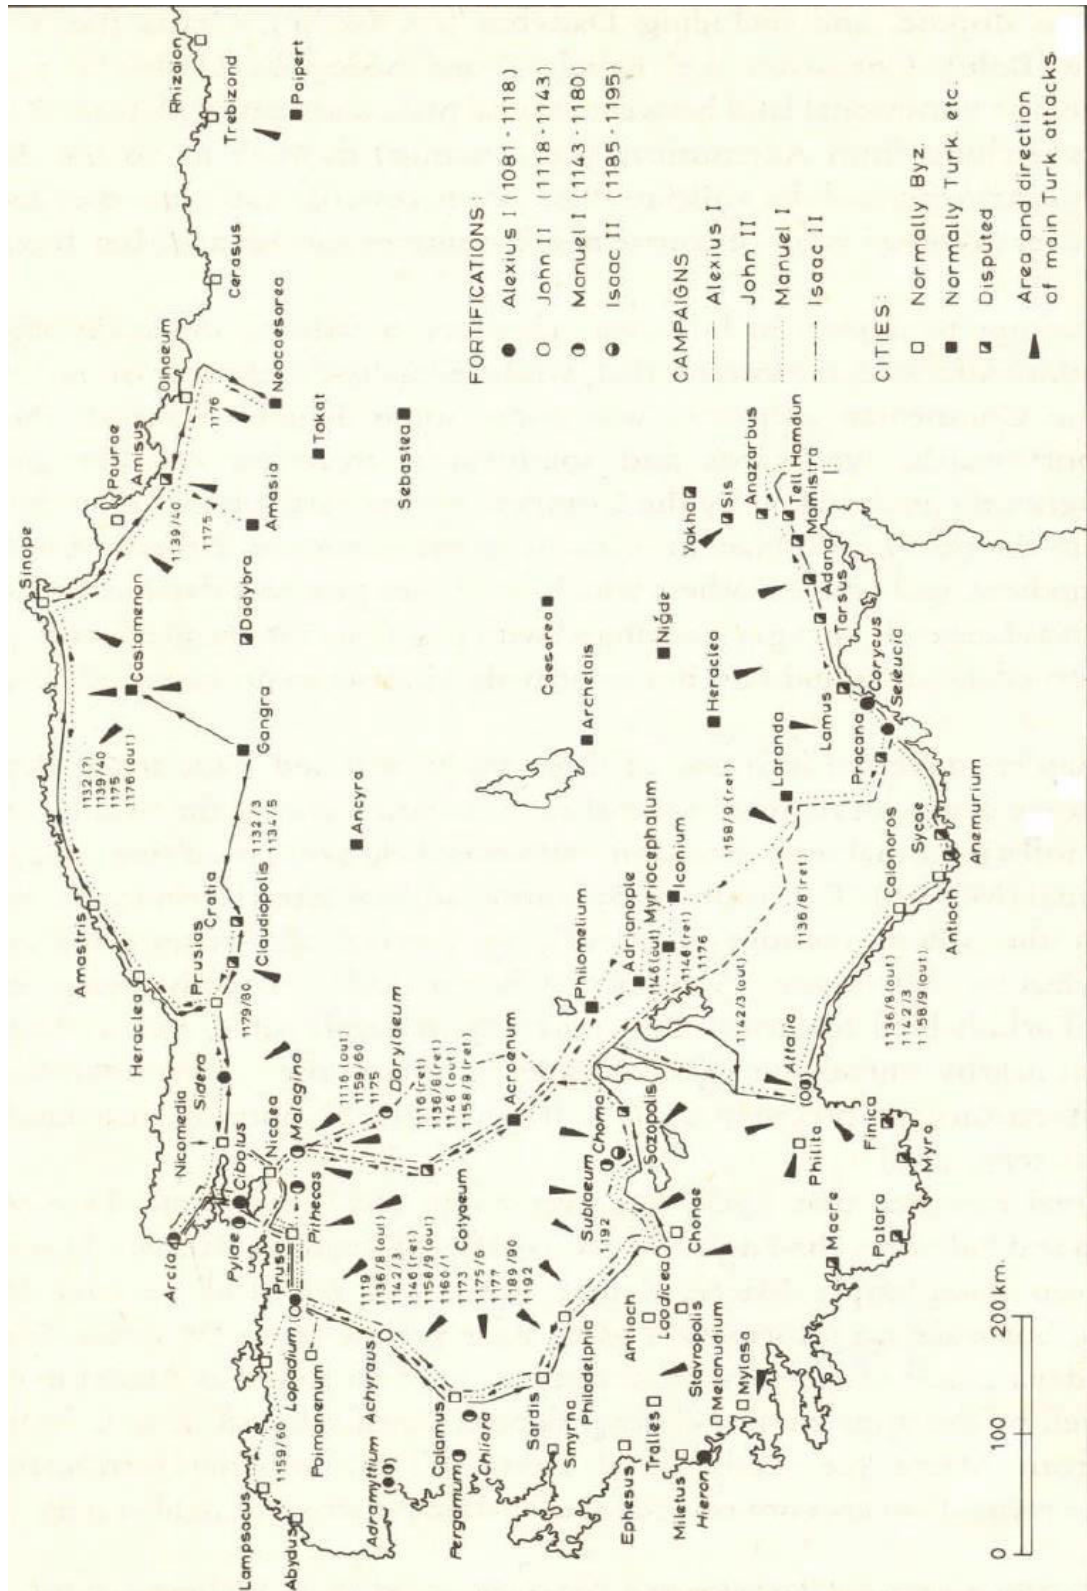 Sinope
Amastris
Heraclea
Paurae
Amisus
Oinaeum
Cerasus
Trebizond
Rhizaion
Paipert
Castamenon
1132 (?)
1139/40
1175
1176 (out)
1139/40
1175
1176
Neocaesarea
Amasia
Dadybra
Gangra
Tokat
Sebastea
Prusias
Cratia
Claudiopolis
1132/3
1134/5
1179/80
Ancyra
Sidera
Nicomedia
Arcla
Cibotus
Pylae
Nicaea
Malagina
Pithecas
Prusa
Lopadium
Poimanenum
Lampsacus
Abydus
1159/60
1116 (out)
1159/60
1175
Dorylaeum
1116 (ret)
1136/8 (ret)
1146 (out)
1158/9 (ret)
Cotyaeum
Acroenum
1119
1136/8 (out)
1142/3
1146 (ret)
1158/9 (out)
1160/1
1173
1175/6
1177
1189/90
1192
Achyraus
Adramyttium
Calamus
Chliara
Pergamum
Sardis
Smyrna
Philadelphia
Philomelium
Adrianople
1146 (out)
Myriocephalum
Iconium
1146 (ret)
1176
Caesarea
Archelais
Niğde
Heraclea
Yakha
Sis
Anazarbus
Tell Hamdun
Mamistra
Adana
Tarsus
Lamus
Corycus
Seleucia
Pracana
Laranda
1158/9 (ret)
1136/8 (ret)
1142/3 (out)
Choma
Sublaeum
1192
Sozopolis
Chonae
Laodicea
Antioch
Tralles
Ephesus
Stavropolis
Miletus
Melanudium
Hieron
Mylasa
Attalia
Philita
Finica
Myra
Macre
Patara
1136/8 (out)
1142/3
1158/9 (out)
Calonoros
Sycae
Antioch
Anemurium
0 100 200 km.
FORTIFICATIONS
Alexius I (1081-1118)
John II (1118-1143)
Manuel I (1143-1180)
Isaac II (1185-1195)
CAMPAIGNS
Alexius I
John II
Manuel I
Isaac II
CITIES
Normally Byz.
Normally Turk etc.
Disputed
Area and direction
of main Turk attacks